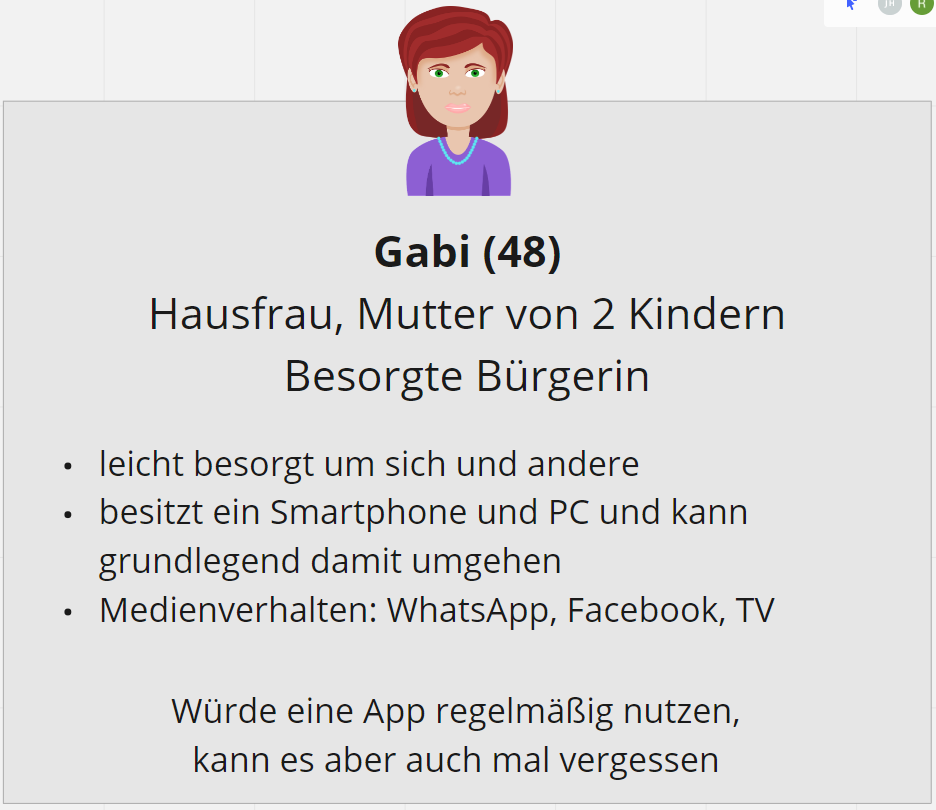 JH R
Gabi (48)
Hausfrau, Mutter von 2 Kindern
Besorgte Bürgerin
• leicht besorgt um sich und andere
• besitzt ein Smartphone und PC und kann
grundlegend damit umgehen
• Medienverhalten: WhatsApp, Facebook, TV
Würde eine App regelmäßig nutzen,
kann es aber auch mal vergessen